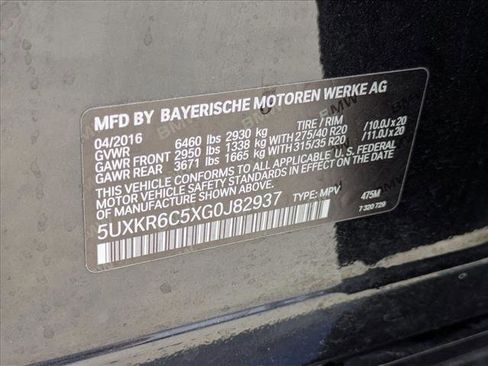 MFD BY BAYERISCHE MOTOREN WERKE AG
04/2016 TIRE / RIM
GVWR 6460 lbs 2930 kg
GAWR FRONT 2950 lbs 1338 kg WITH 275/40 R20 /10.0J x 20
GAWR REAR 3671 lbs 1665 kg WITH 315/35 R20 /11.0J x 20
THIS VEHICLE CONFORMS TO ALL APPLICABLE U.S. FEDERAL
MOTOR VEHICLE SAFETY STANDARDS IN EFFECT ON THE
DATE OF MANUFACTURE SHOWN ABOVE.
5UXKR6C5XG0J82937 TYPE: MPV 475M
7 320 729